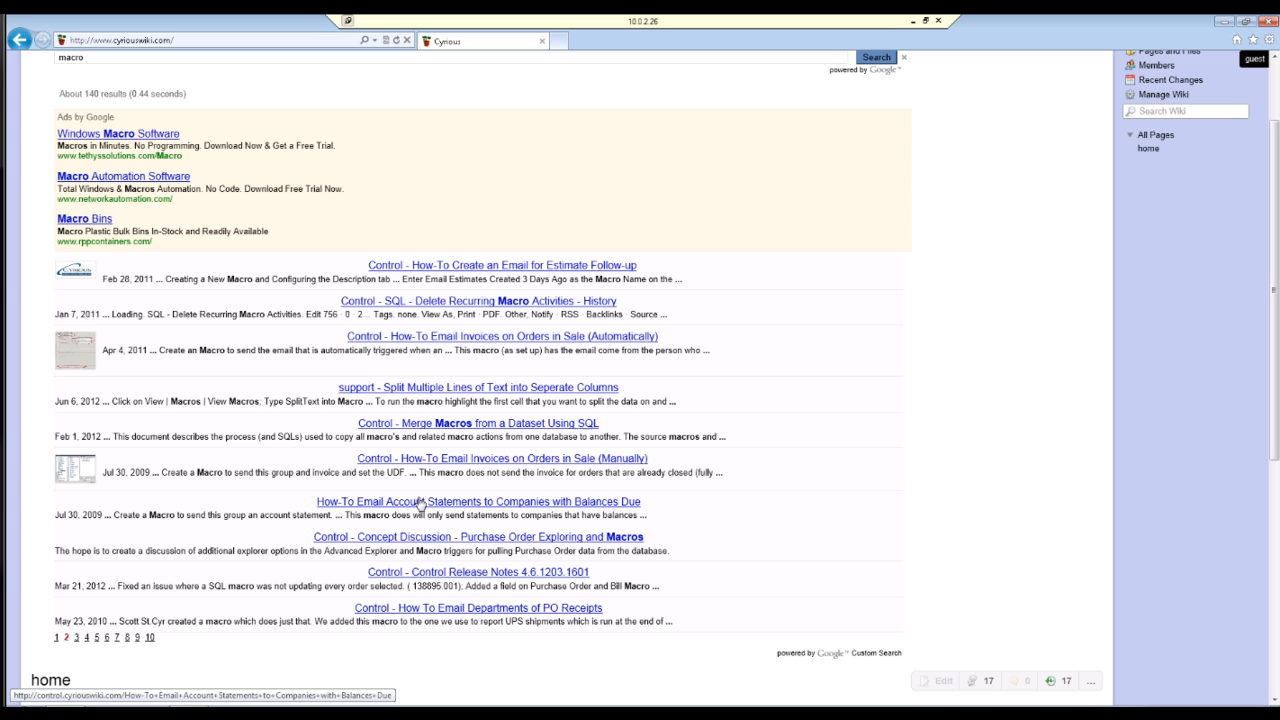 10.0.2.26
http://www.cyriouswiki.com/
Cyrious
macro
Search
powered by Google™
About 140 results (0.44 seconds)
Ads by Google
Windows Macro Software
Macros in Minutes. No Programming. Download Now & Get a Free Trial.
www.tethyssolutions.com/Macro
Macro Automation Software
Total Windows & Macros Automation. No Code. Download Free Trial Now.
www.networkautomation.com/
Macro Bins
Macro Plastic Bulk Bins In-Stock and Readily Available
www.rppcontainers.com/
Control - How-To Create an Email for Estimate Follow-up
CYRIOUS
Feb 28, 2011 ... Creating a New Macro and Configuring the Description tab ... Enter Email Estimates Created 3 Days Ago as the Macro Name on the ...
Control - SQL - Delete Recurring Macro Activities - History
Jan 7, 2011 ... Loading. SQL - Delete Recurring Macro Activities. Edit 756 · 0 · 2... Tags. none. View As, Print · PDF. Other, Notify · RSS · Backlinks · Source ...
Control - How-To Email Invoices on Orders in Sale (Automatically)
Apr 4, 2011 ... Create an Macro to send the email that is automatically triggered when an ... This macro (as set up) has the email come from the person who ...
support - Split Multiple Lines of Text into Seperate Columns
Jun 6, 2012 ... Click on View | Macros | View Macros; Type SplitText into Macro ... To run the macro highlight the first cell that you want to split the data on and ...
Control - Merge Macros from a Dataset Using SQL
Feb 1, 2012 ... This document describes the process (and SQLs) used to copy all macro's and related macro actions from one database to another. The source macros and ...
Control - How-To Email Invoices on Orders in Sale (Manually)
Jul 30, 2009 ... Create a Macro to send this group and invoice and set the UDF. ... This macro does not send the invoice for orders that are already closed (fully ...
How-To Email Account Statements to Companies with Balances Due
Jul 30, 2009 ... Create a Macro to send this group an account statement. ... This macro does will only send statements to companies that have balances ...
Control - Concept Discussion - Purchase Order Exploring and Macros
The hope is to create a discussion of additional explorer options in the Advanced Explorer and Macro triggers for pulling Purchase Order data from the database.
Control - Control Release Notes 4.6.1203.1601
Mar 21, 2012 ... Fixed an issue where a SQL macro was not updating every order selected. ( 138895.001); Added a field on Purchase Order and Bill Macro ...
Control - How To Email Departments of PO Receipts
May 23, 2010 ... Scott St.Cyr created a macro which does just that. We added this macro to the one we use to report UPS shipments which is run at the end of ...
1 2 3 4 5 6 7 8 9 10
powered by Google™ Custom Search
home
Edit 17 0 17 ...
http://control.cyriouswiki.com/How-To+Email+Account+Statements+to+Companies+with+Balances+Due
guest
Pages and Files
Members
Recent Changes
Manage Wiki
Search Wiki
All Pages
home